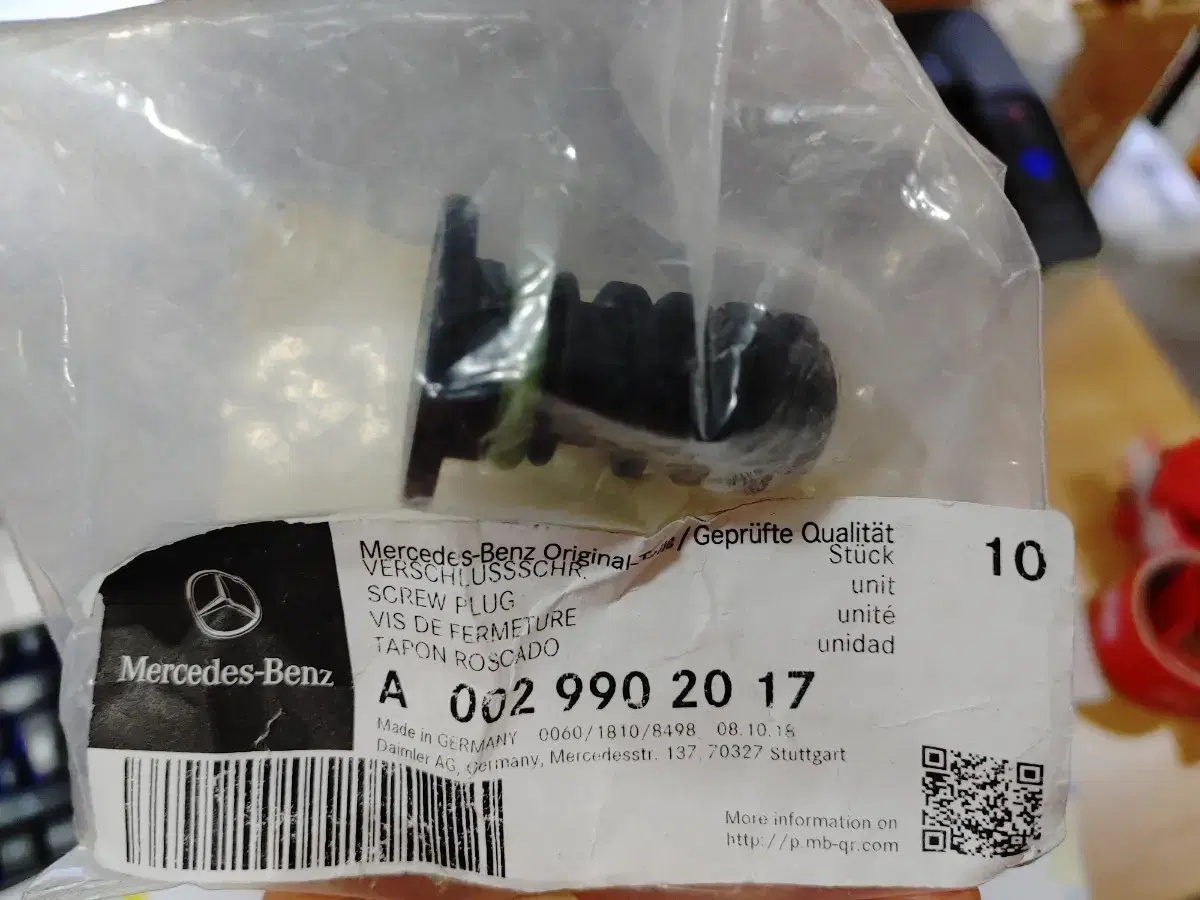 Mercedes-Benz Original-Teile / Geprüfte Qualität
VERSCHLUSSSCHR.
SCREW PLUG
VIS DE FERMETURE
TAPON ROSCADO
Stück
unit
unité
unidad
10
Mercedes-Benz
A 002 990 20 17
Made in GERMANY 0060/1810/8498 08.10.18
Daimler AG, Germany, Mercedesstr. 137, 70327 Stuttgart
More information on
http://p.mb-qr.com